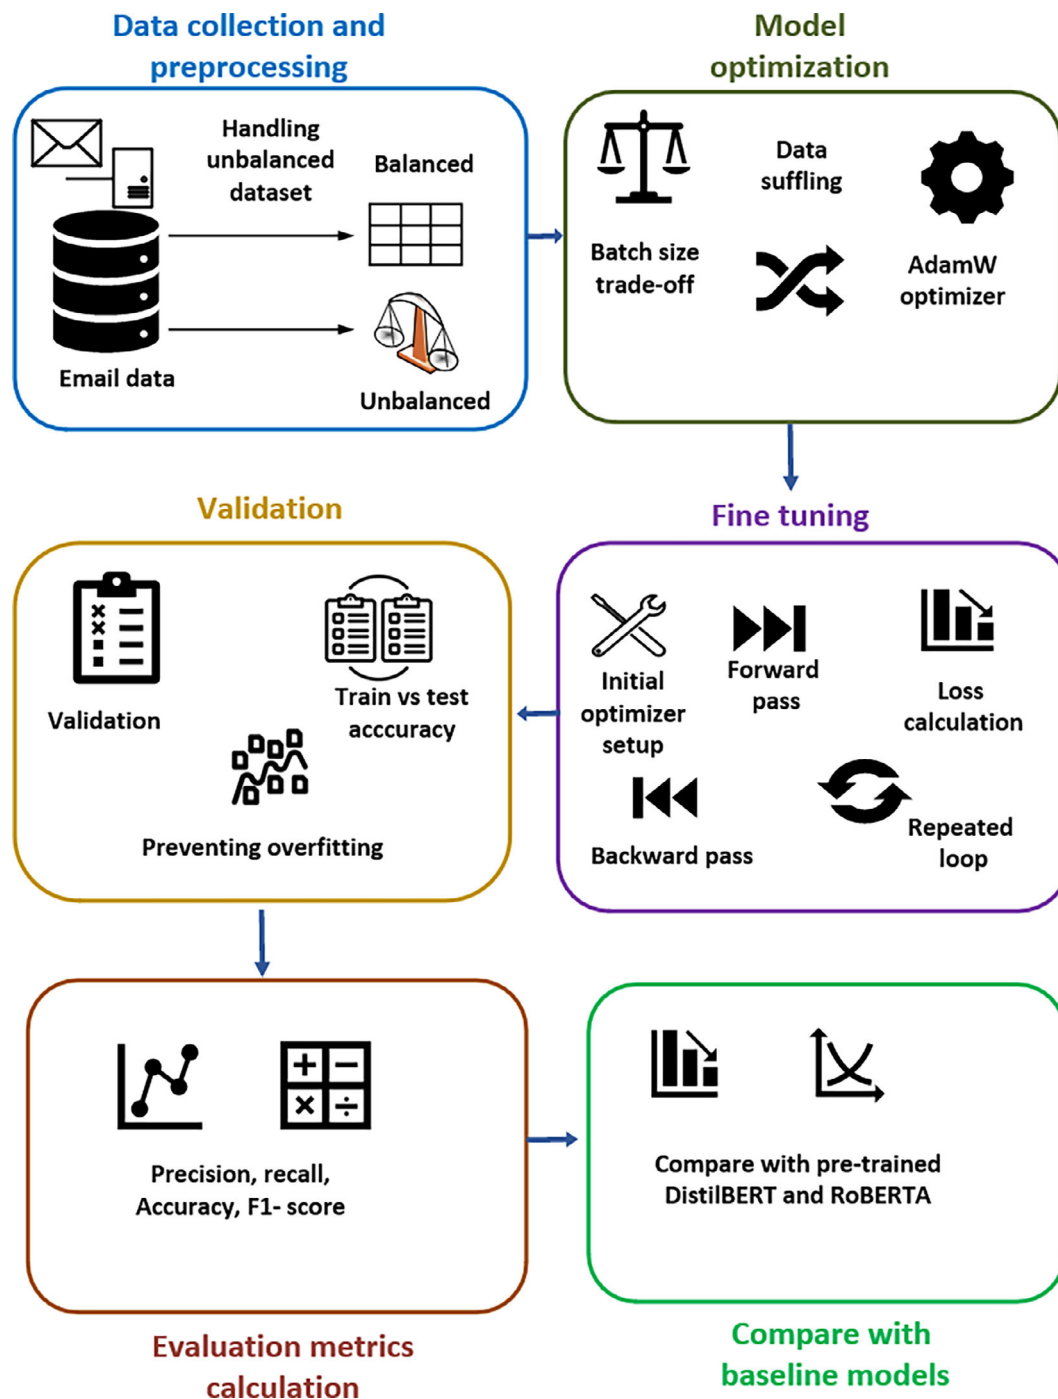 Data collection and
preprocessing
Handling
unbalanced
dataset
Balanced
Email data
Unbalanced
Model
optimization
Batch size
trade-off
Data
suffling
AdamW
optimizer
Fine tuning
Initial
optimizer
setup
Forward
pass
Loss
calculation
Backward pass
Repeated
loop
Validation
Validation
Train vs test
acccuracy
Preventing overfitting
Precision, recall,
Accuracy, F1- score
Evaluation metrics
calculation
Compare with pre-trained
DistilBERT and RoBERTA
Compare with
baseline models